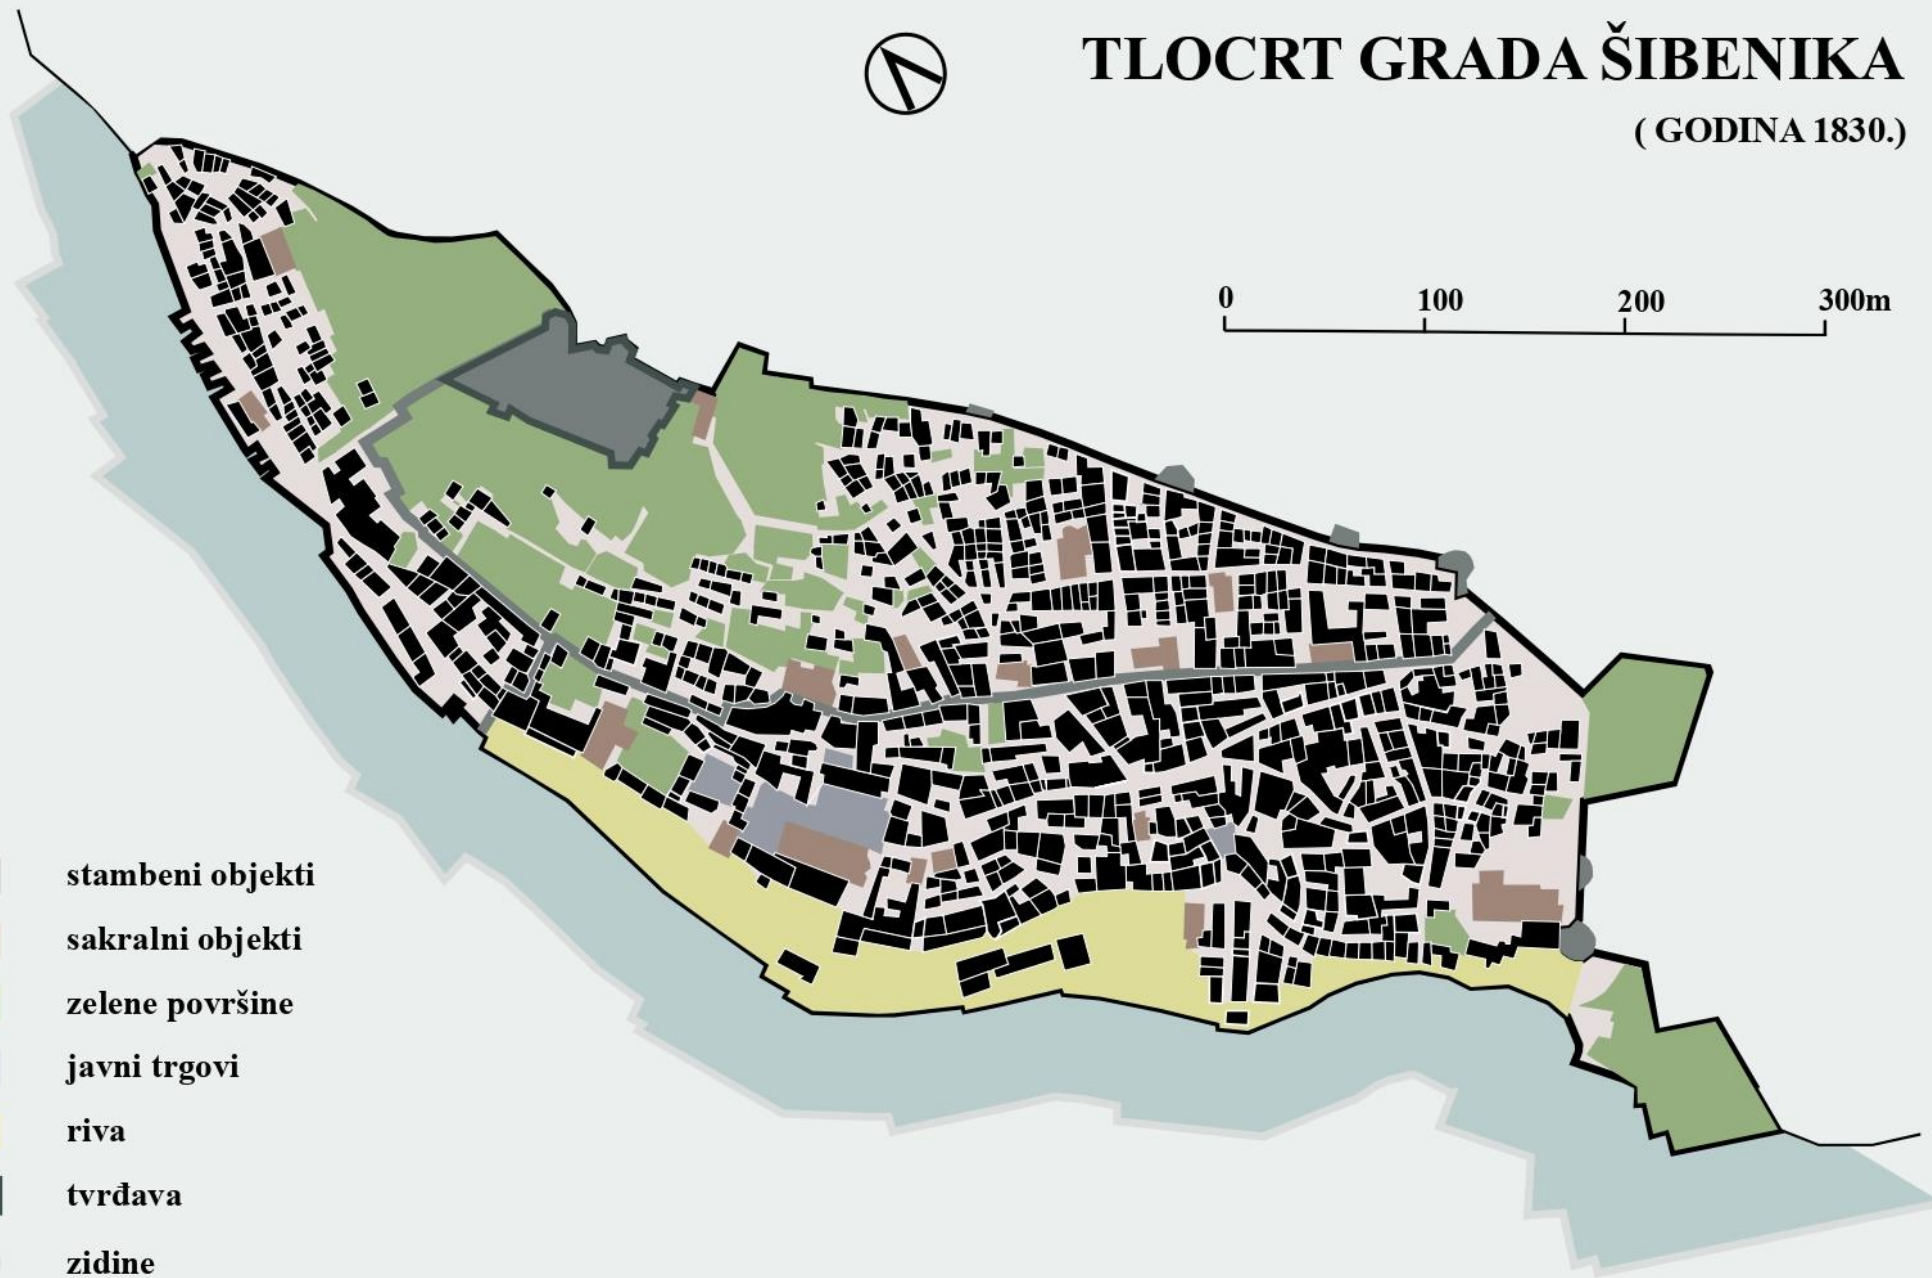 TLOCRT GRADA ŠIBENIKA
( GODINA 1830.)
0 100 200 300m
stambeni objekti
sakralni objekti
zelene površine
javni trgovi
riva
tvrđava
zidine